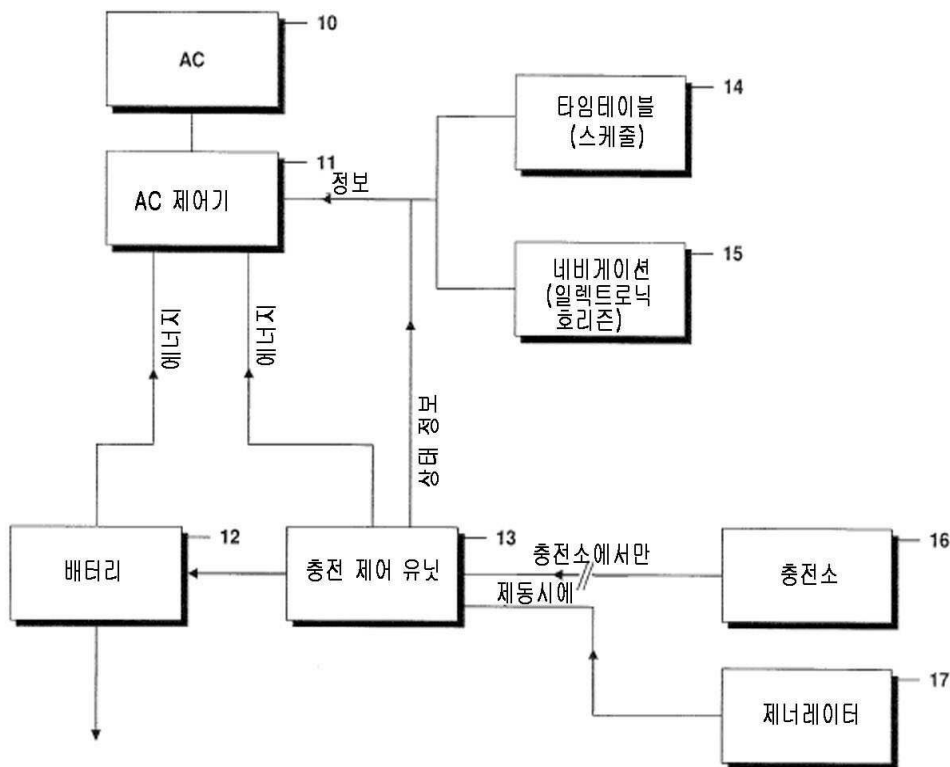 AC
10
타임테이블
(스케줄)
14
AC 제어기
11
정보
네비게이션
(일렉트로닉
호리즌)
15
에너지
에너지
상태 정보
배터리
12
충전 제어 유닛
13
충전소에서만
제동시에
충전소
16
제너레이터
17